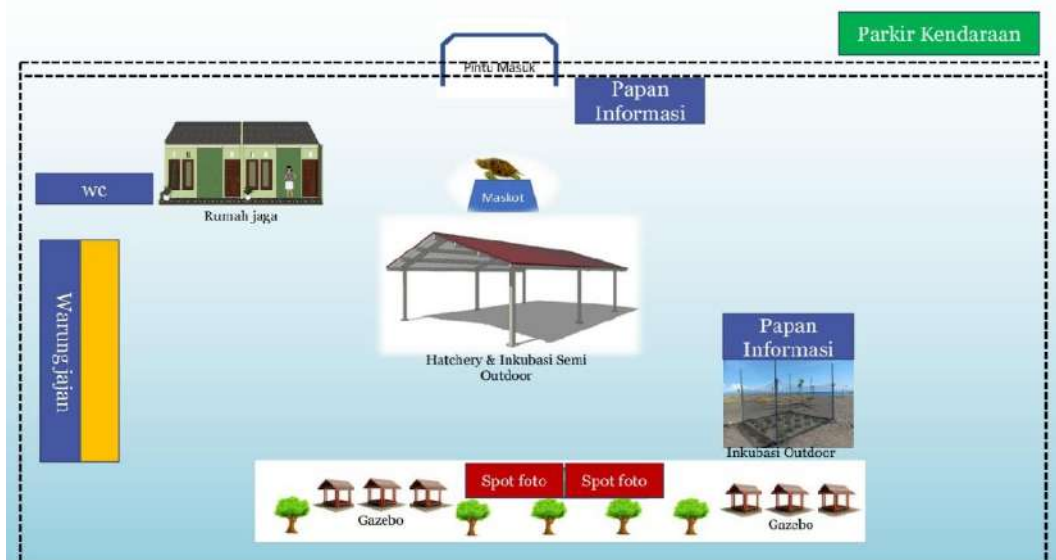 Parkir Kendaraan
Pintu Masuk
Papan
Informasi
Maskot
wc
Rumah jaga
Warung jajan
Hatchery & Inkubasi Semi
Outdoor
Papan
Informasi
Inkubasi Outdoor
Spot foto
Spot foto
Gazebo
Gazebo